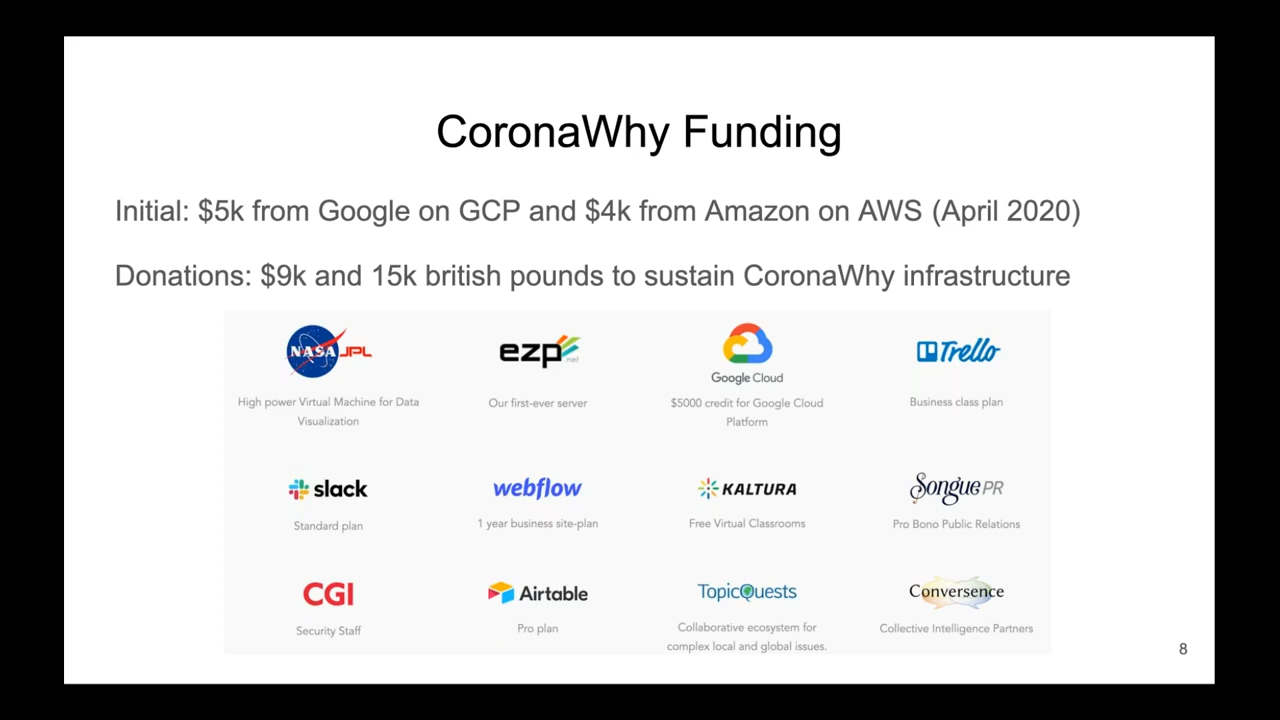 CoronaWhy Funding
Initial: $5k from Google on GCP and $4k from Amazon on AWS (April 2020)
Donations: $9k and 15k british pounds to sustain CoronaWhy infrastructure
NASA JPL
High power Virtual Machine for Data
Visualization
ezp.net
Our first-ever server
Google Cloud
$5000 credit for Google Cloud
Platform
Trello
Business class plan
slack
Standard plan
webflow
1 year business site-plan
KALTURA
Free Virtual Classrooms
Songue PR
Pro Bono Public Relations
CGI
Security Staff
Airtable
Pro plan
TopicQuests
Collaborative ecosystem for
complex local and global issues.
Conversence
Collective Intelligence Partners
8